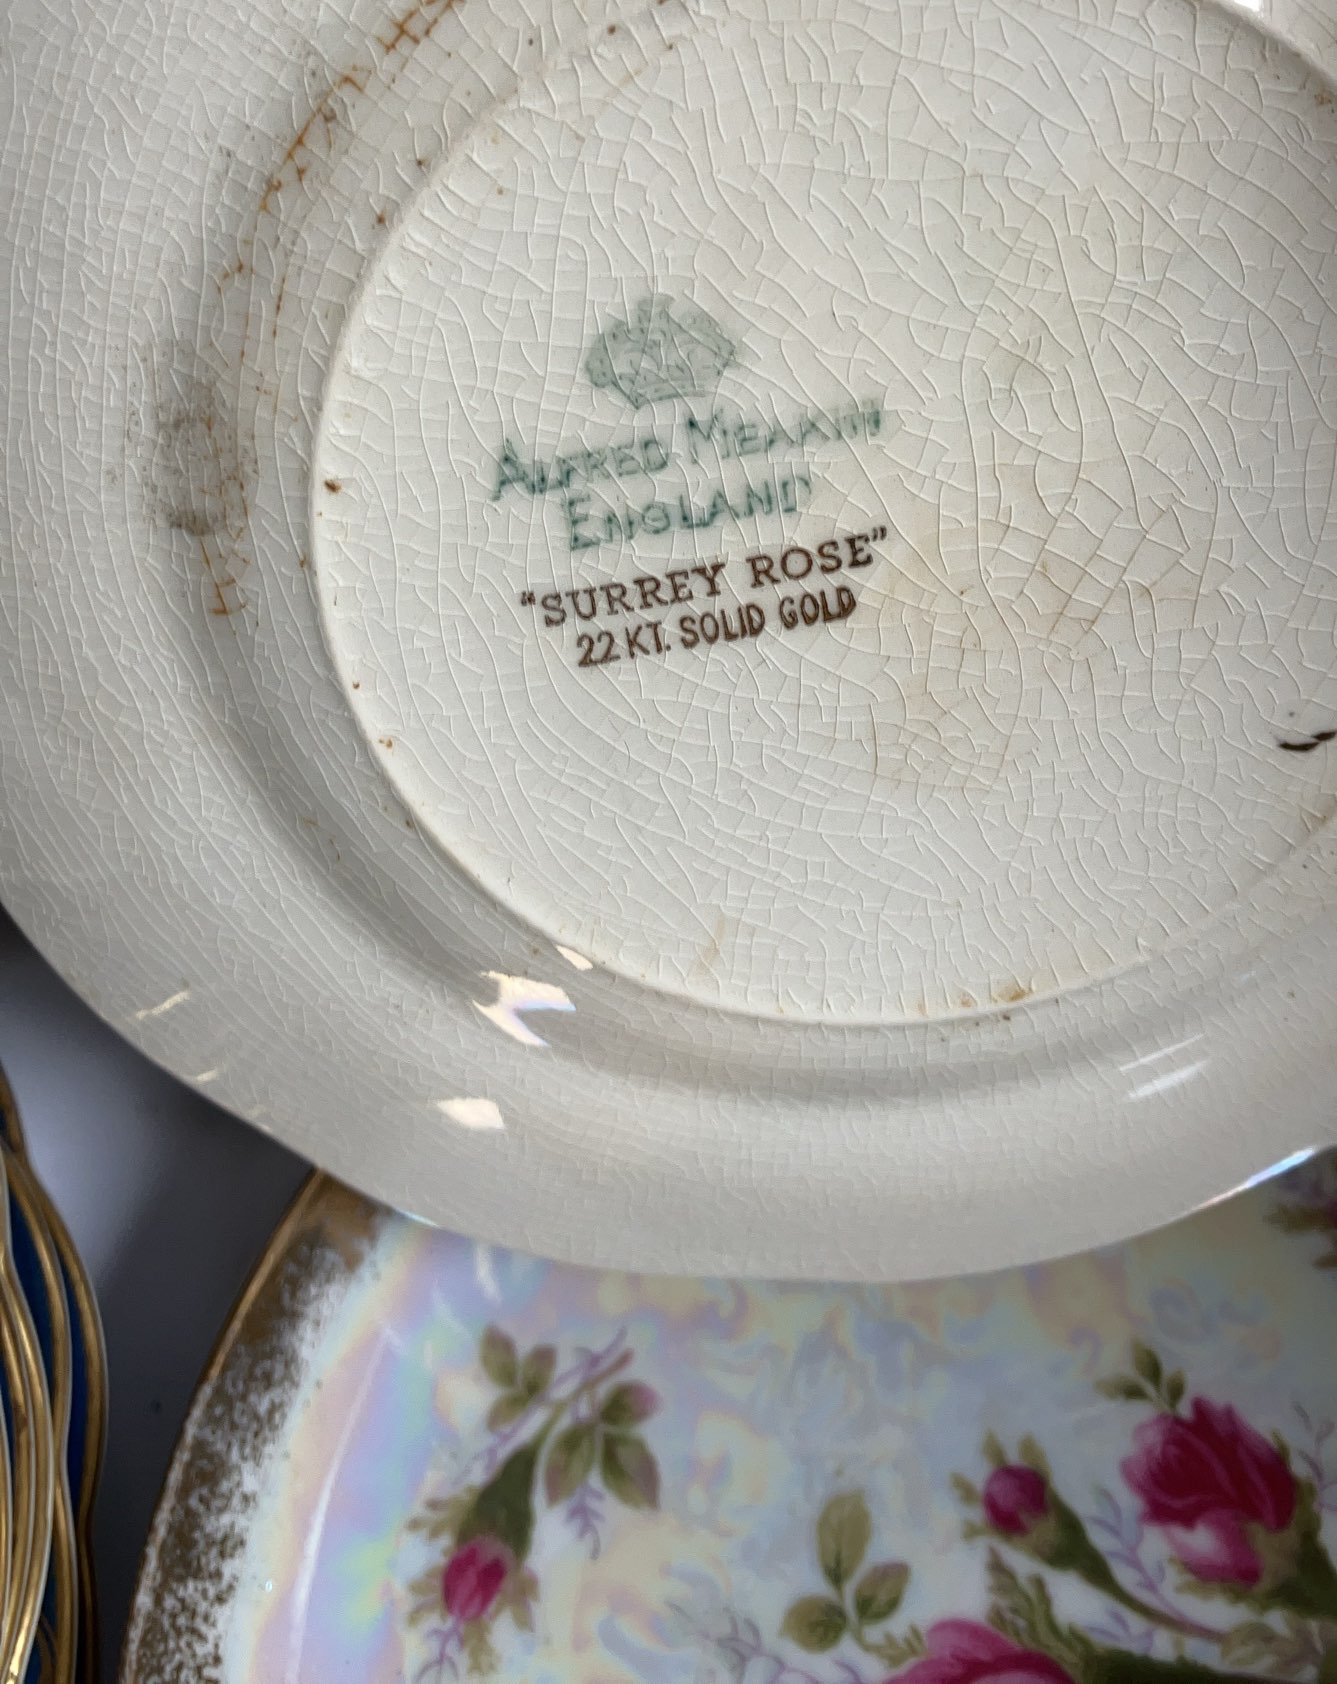 ALFRED MEAKIN
ENGLAND
“SURREY ROSE”
22 KT. SOLID GOLD